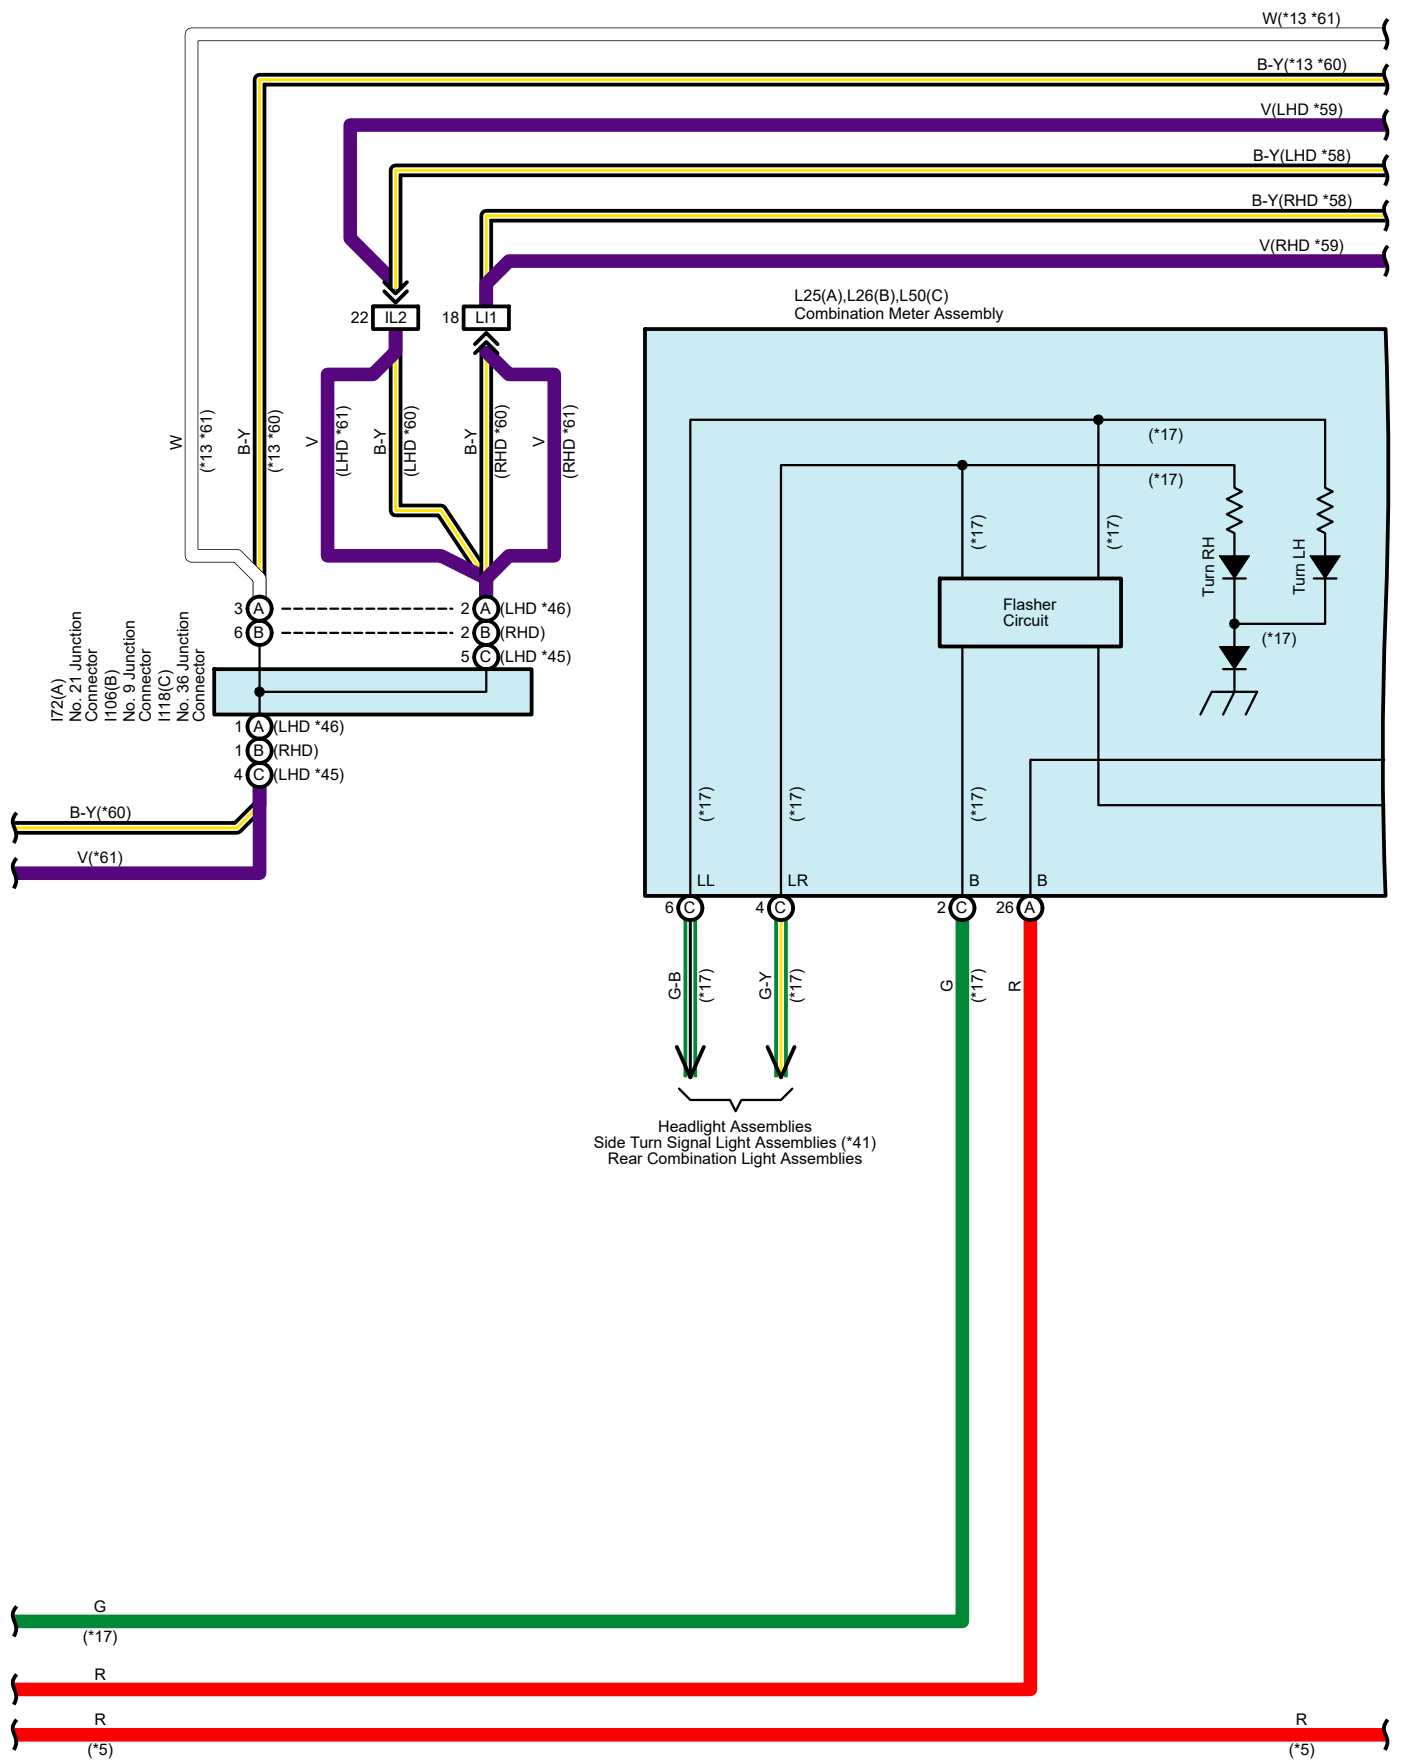 W(*13 *61)
B-Y(*13 *60)
V(LHD *59)
B-Y(LHD *58)
B-Y(RHD *58)
V(RHD *59)
22 IL2
18 LI1
L25(A),L26(B),L50(C)
Combination Meter Assembly
W
(*13 *61)
B-Y
(*13 *60)
V
(LHD *61)
B-Y
(LHD *60)
B-Y
(RHD *60)
V
(RHD *61)
(*17)
(*17)
(*17)
(*17)
Turn RH
Turn LH
Flasher
Circuit
(*17)
3 A
2 A (LHD *46)
6 B
2 B (RHD)
5 C (LHD *45)
I72(A)
No. 21 Junction
Connector
I106(B)
No. 9 Junction
Connector
I118(C)
No. 36 Junction
Connector
1 A (LHD *46)
1 B (RHD)
4 C (LHD *45)
B-Y(*60)
V(*61)
(*17)
(*17)
(*17)
LL
LR
B
B
6 C
4 C
2 C
26 A
G-B
(*17)
G-Y
(*17)
G
(*17)
R
Headlight Assemblies
Side Turn Signal Light Assemblies (*41)
Rear Combination Light Assemblies
G
(*17)
R
R
(*5)
R
(*5)